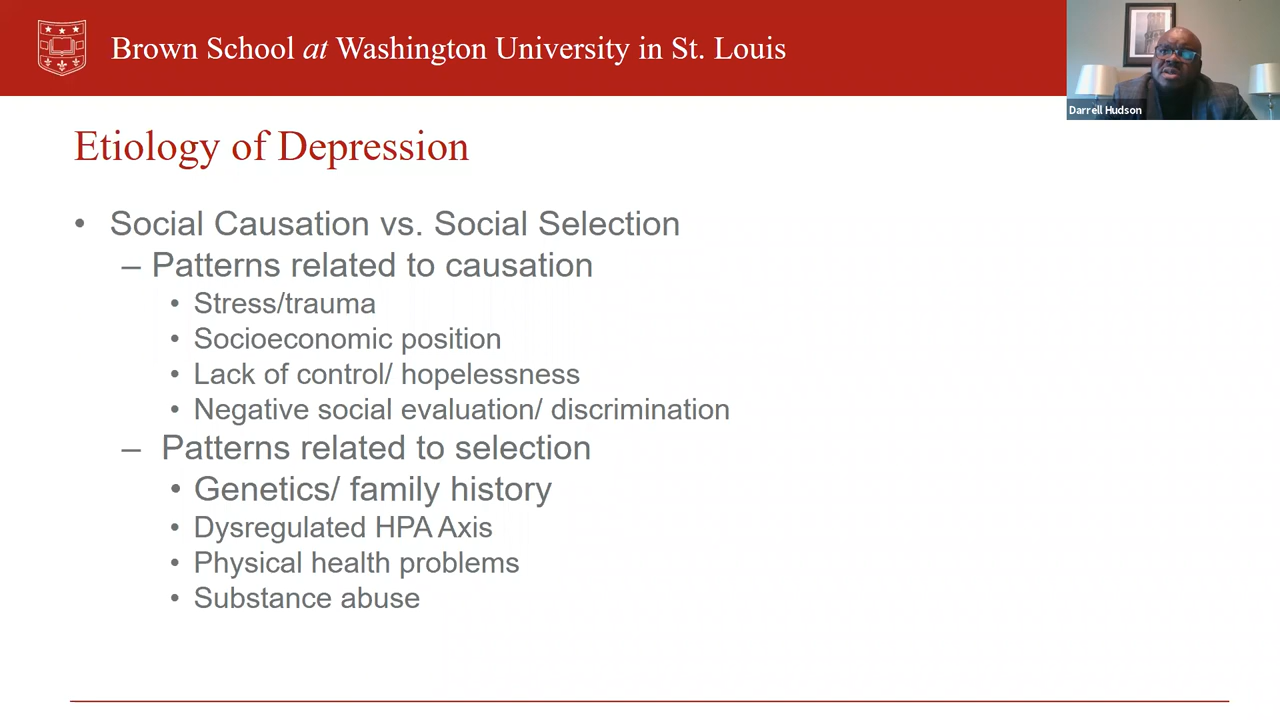 Brown School at Washington University in St. Louis
Darrell Hudson
Etiology of Depression
• Social Causation vs. Social Selection
– Patterns related to causation
• Stress/trauma
• Socioeconomic position
• Lack of control/ hopelessness
• Negative social evaluation/ discrimination
– Patterns related to selection
• Genetics/ family history
• Dysregulated HPA Axis
• Physical health problems
• Substance abuse